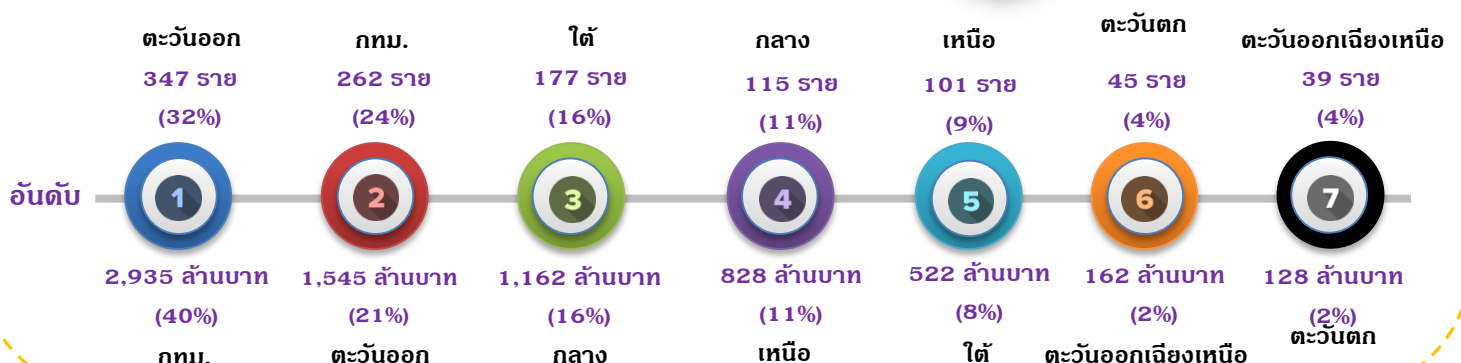 ตะวันออก กทม. ใต้ กลาง เหนือ ตะวันตก ตะวันออกเฉียงเหนือ
347 ราย 262 ราย 177 ราย 115 ราย 101 ราย 45 ราย 39 ราย
(32%) (24%) (16%) (11%) (9%) (4%) (4%)
อันดับ 1 2 3 4 5 6 7
2,935 ล้านบาท 1,545 ล้านบาท 1,162 ล้านบาท 828 ล้านบาท 522 ล้านบาท 162 ล้านบาท 128 ล้านบาท
(40%) (21%) (16%) (11%) (8%) (2%) (2%)
กทม. ตะวันออก กลาง เหนือ ใต้ ตะวันออกเฉียงเหนือ ตะวันตก